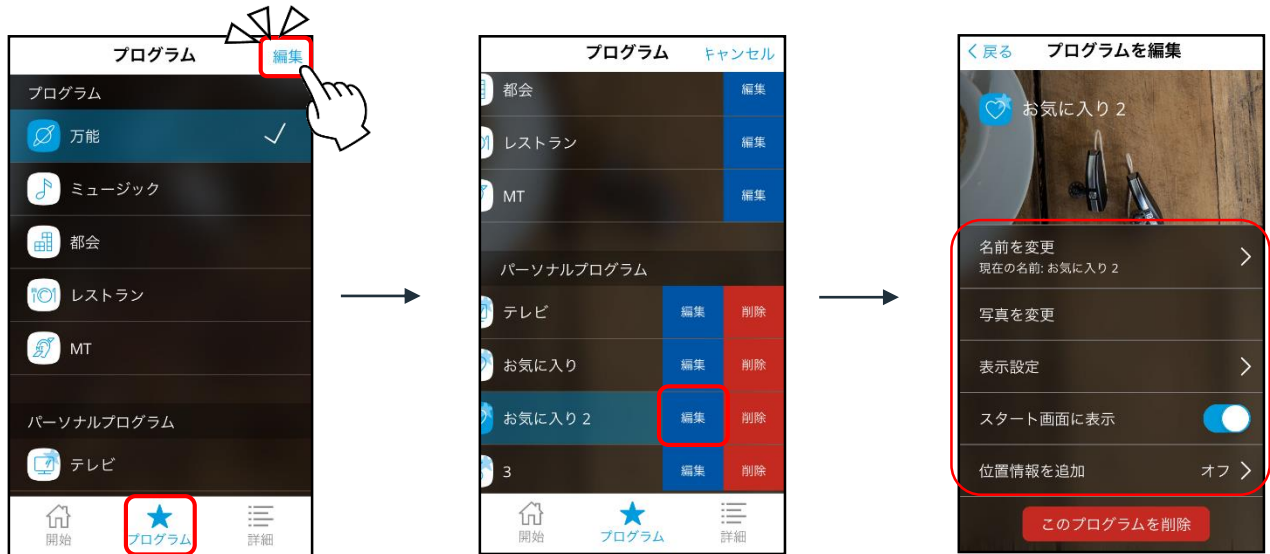 プログラム
編集
プログラム
万能
ミュージック
都会
レストラン
MT
パーソナルプログラム
テレビ
開始
プログラム
詳細
プログラム
キャンセル
都会
編集
レストラン
編集
MT
編集
パーソナルプログラム
テレビ
編集
削除
お気に入り
編集
削除
お気に入り 2
編集
削除
3
編集
削除
開始
プログラム
詳細
戻る
プログラムを編集
お気に入り 2
名前を変更
現在の名前: お気に入り 2
写真を変更
表示設定
スタート画面に表示
位置情報を追加
オフ
このプログラムを削除